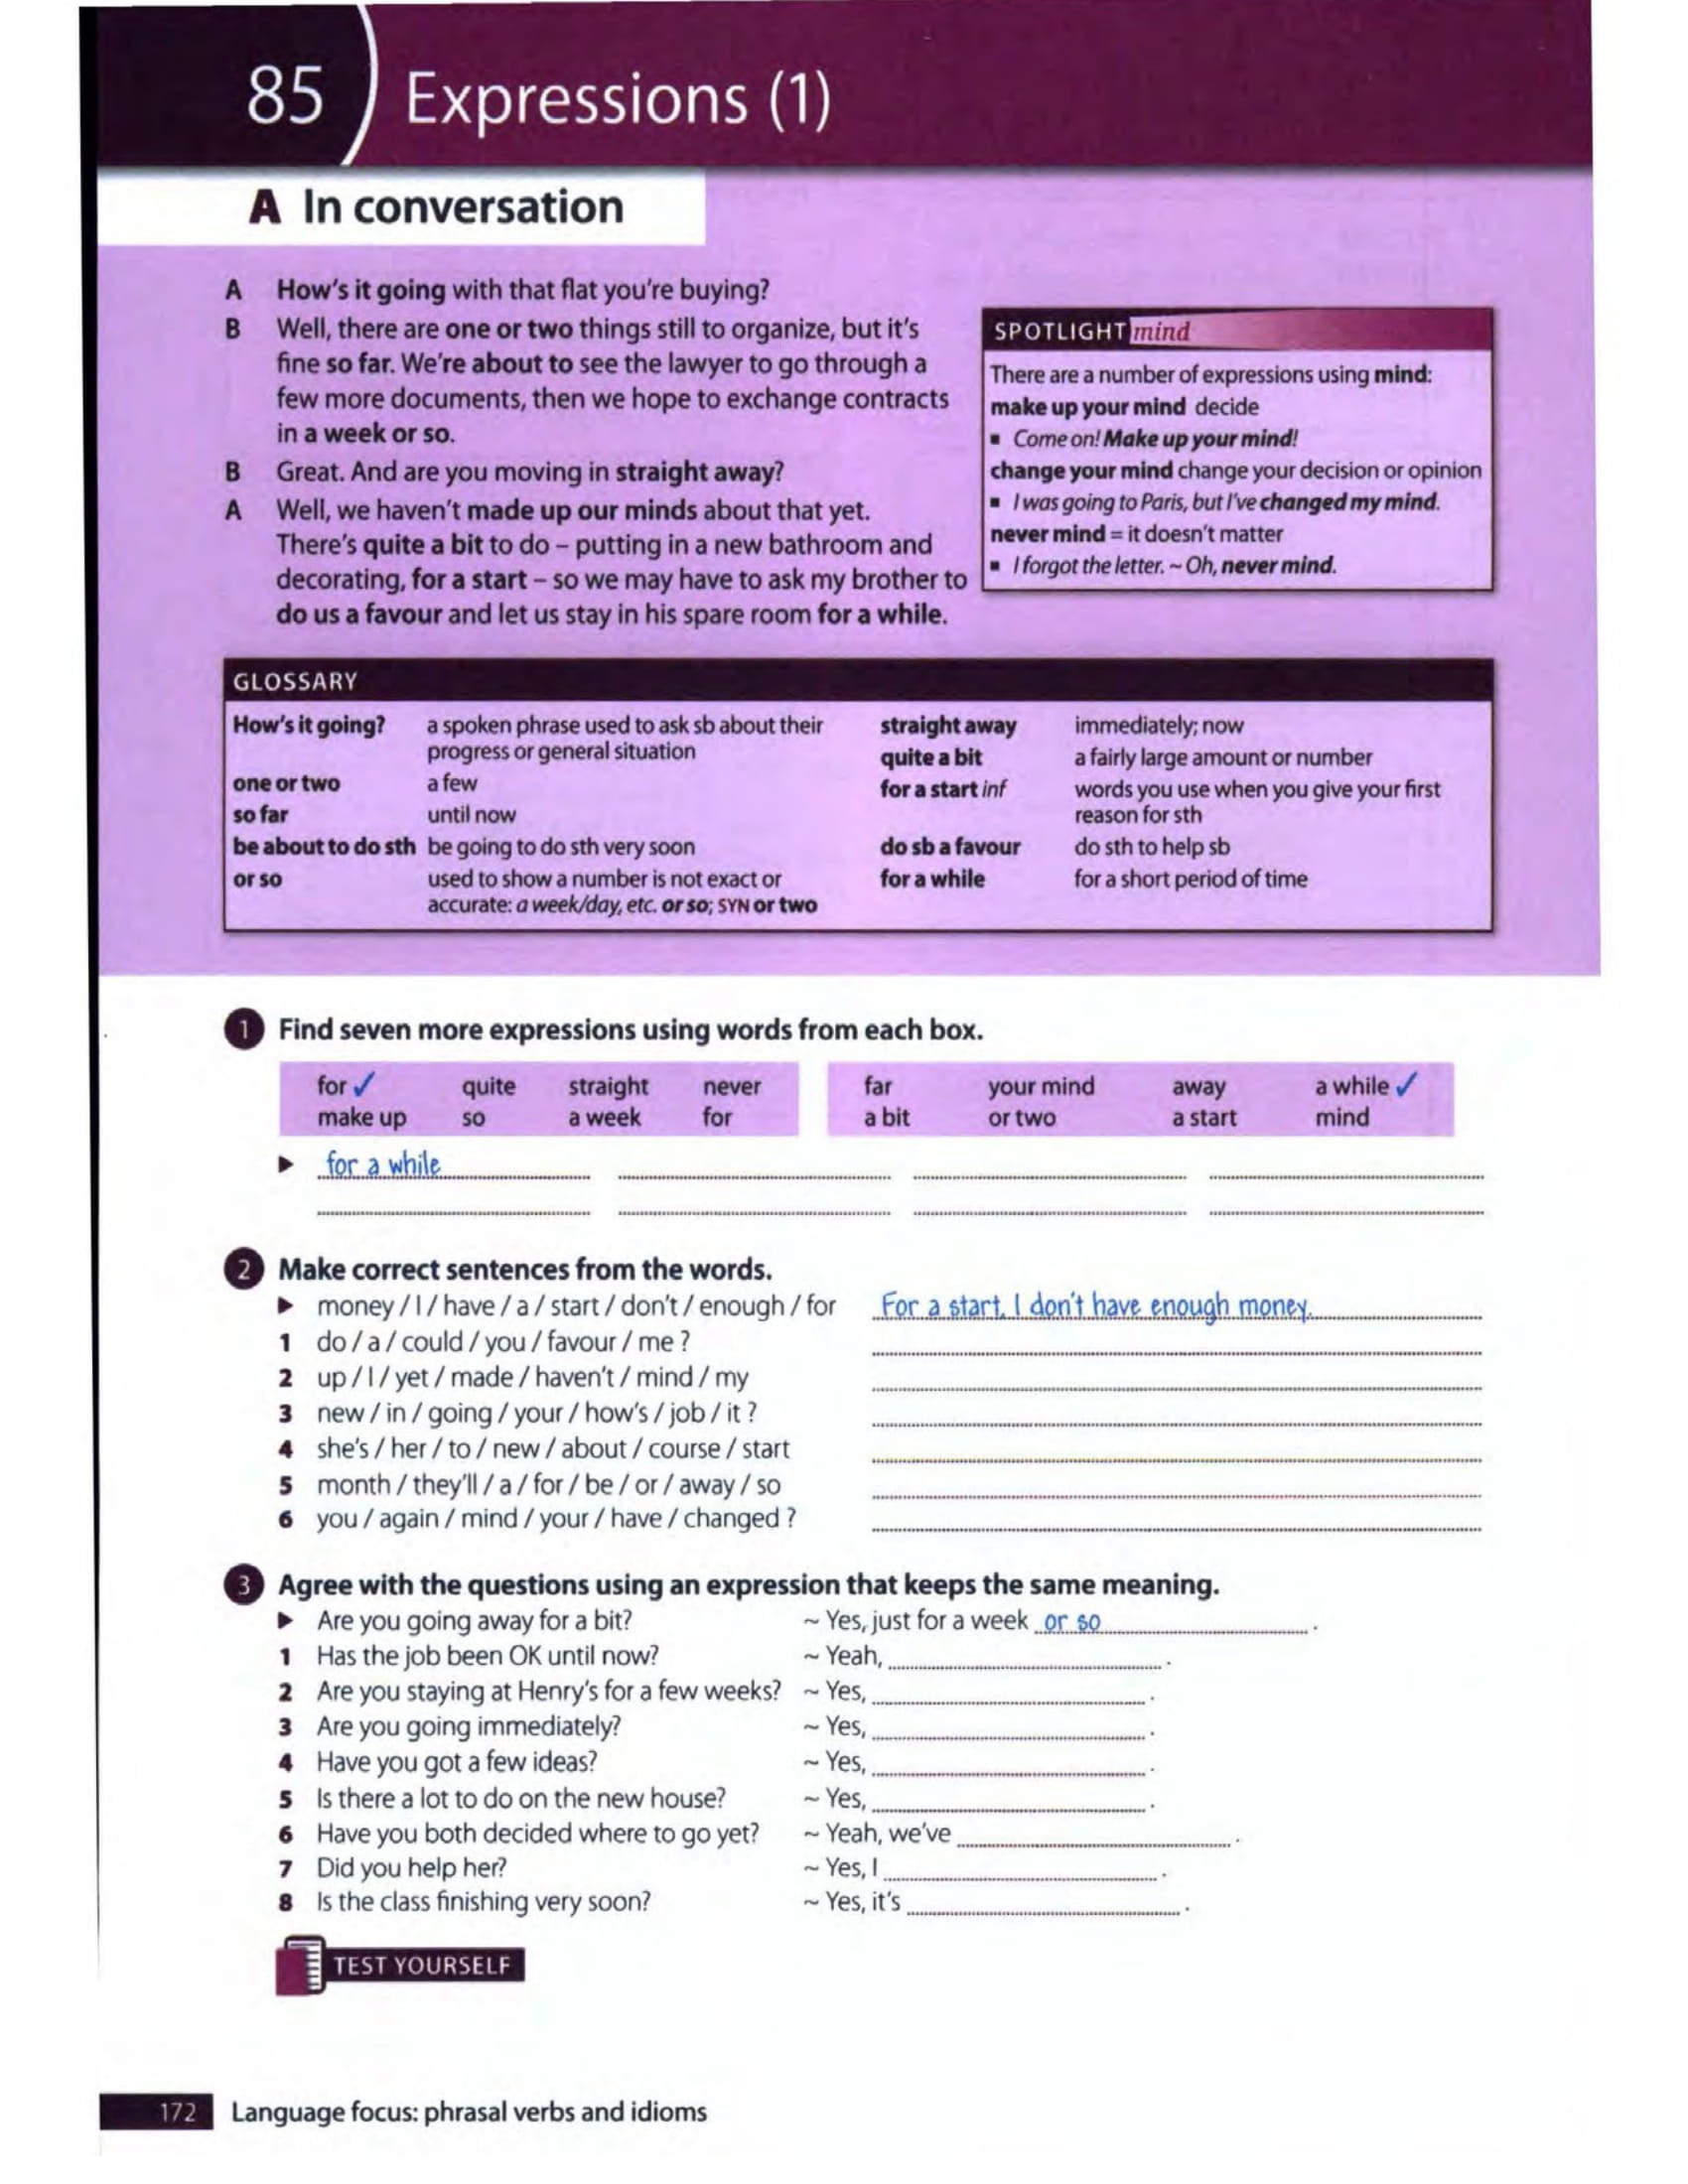 85 Expressions (1)
A In conversation
A How's it going with that flat you're buying?
B Well, there are one or two things still to organize, but it's
fine so far. We're about to see the lawyer to go through a
few more documents, then we hope to exchange contracts
in a week or so.
B Great. And are you moving in straight away?
A Well, we haven't made up our minds about that yet.
There's quite a bit to do – putting in a new bathroom and
decorating, for a start – so we may have to ask my brother to
do us a favour and let us stay in his spare room for a while.
SPOTLIGHT mind
There are a number of expressions using mind:
make up your mind decide
▪ Come on! Make up your mind!
change your mind change your decision or opinion
▪ I was going to Paris, but I've changed my mind.
never mind = it doesn't matter
▪ I forgot the letter. ~ Oh, never mind.
GLOSSARY
How's it going? a spoken phrase used to ask sb about their
progress or general situation
one or two a few
so far until now
be about to do sth be going to do sth very soon
or so used to show a number is not exact or
accurate: a week/day, etc. or so; SYN or two
straight away immediately; now
quite a bit a fairly large amount or number
for a start inf words you use when you give your first
reason for sth
do sb a favour do sth to help sb
for a while for a short period of time
1 Find seven more expressions using words from each box.
for ✓ quite straight never
make up so a week for
far your mind away a while ✓
a bit or two a start mind
▶ for a while
2 Make correct sentences from the words.
▶ money / I / have / a / start / don't / enough / for For a start, I don't have enough money.
1 do / a / could / you / favour / me ?
2 up / I / yet / made / haven't / mind / my
3 new / in / going / your / how's / job / it ?
4 she's / her / to / new / about / course / start
5 month / they'll / a / for / be / or / away / so
6 you / again / mind / your / have / changed ?
3 Agree with the questions using an expression that keeps the same meaning.
▶ Are you going away for a bit? ~ Yes, just for a week or so .
1 Has the job been OK until now? ~ Yeah, .
2 Are you staying at Henry's for a few weeks? ~ Yes, .
3 Are you going immediately? ~ Yes, .
4 Have you got a few ideas? ~ Yes, .
5 Is there a lot to do on the new house? ~ Yes, .
6 Have you both decided where to go yet? ~ Yeah, we've .
7 Did you help her? ~ Yes, I .
8 Is the class finishing very soon? ~ Yes, it's .
TEST YOURSELF
172 Language focus: phrasal verbs and idioms